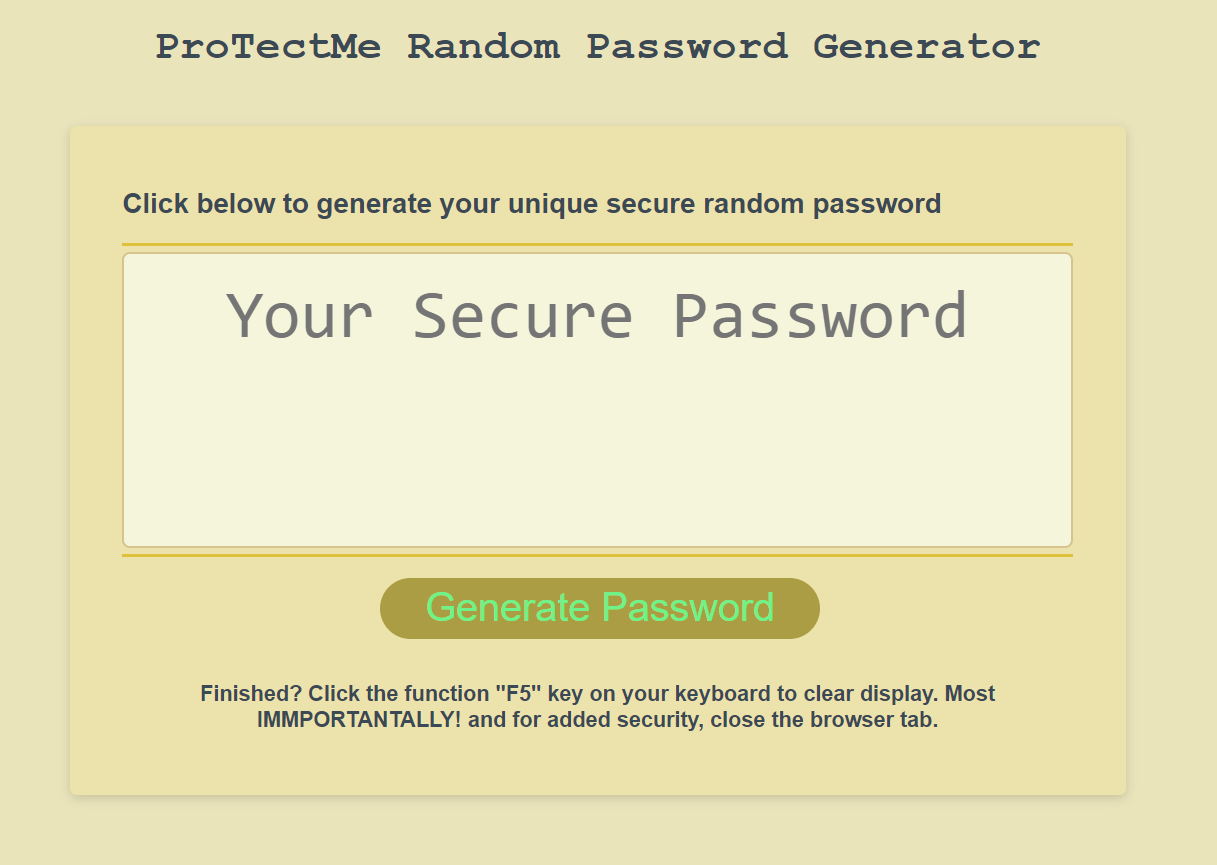 ProTectMe Random Password Generator
Click below to generate your unique secure random password
Your Secure Password
Generate Password
Finished? Click the function "F5" key on your keyboard to clear display. Most
IMMPORTANTALLY! and for added security, close the browser tab.